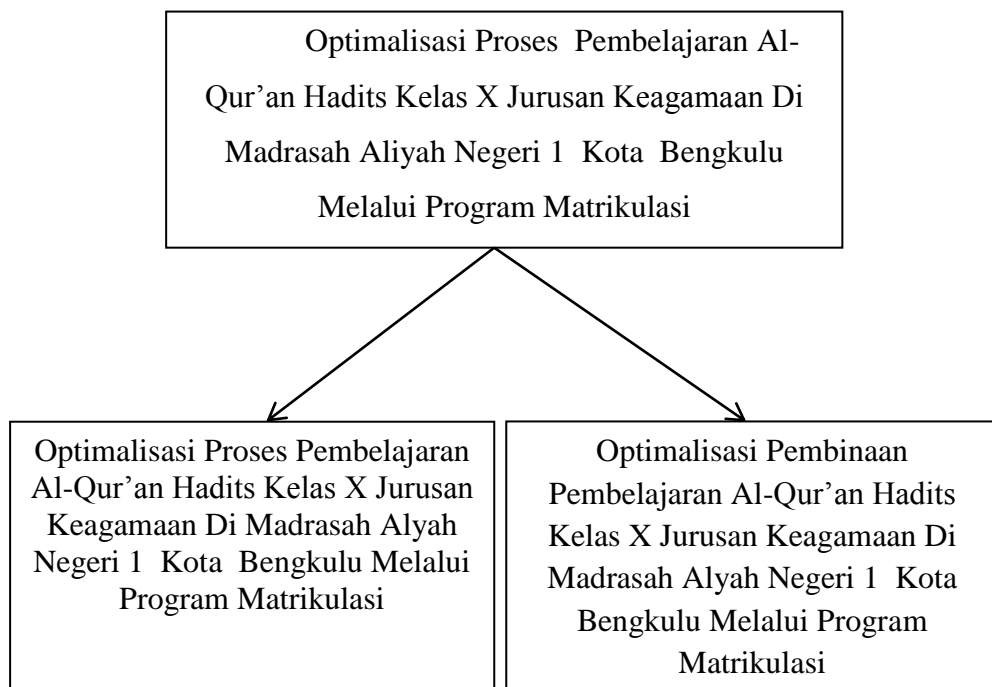 Optimalisasi Proses Pembelajaran Al-
Qur’an Hadits Kelas X Jurusan Keagamaan Di
Madrasah Aliyah Negeri 1 Kota Bengkulu
Melalui Program Matrikulasi
Optimalisasi Proses Pembelajaran
Al-Qur’an Hadits Kelas X Jurusan
Keagamaan Di Madrasah Alyah
Negeri 1 Kota Bengkulu Melalui
Program Matrikulasi
Optimalisasi Pembinaan
Pembelajaran Al-Qur’an Hadits
Kelas X Jurusan Keagamaan Di
Madrasah Alyah Negeri 1 Kota
Bengkulu Melalui Program
Matrikulasi